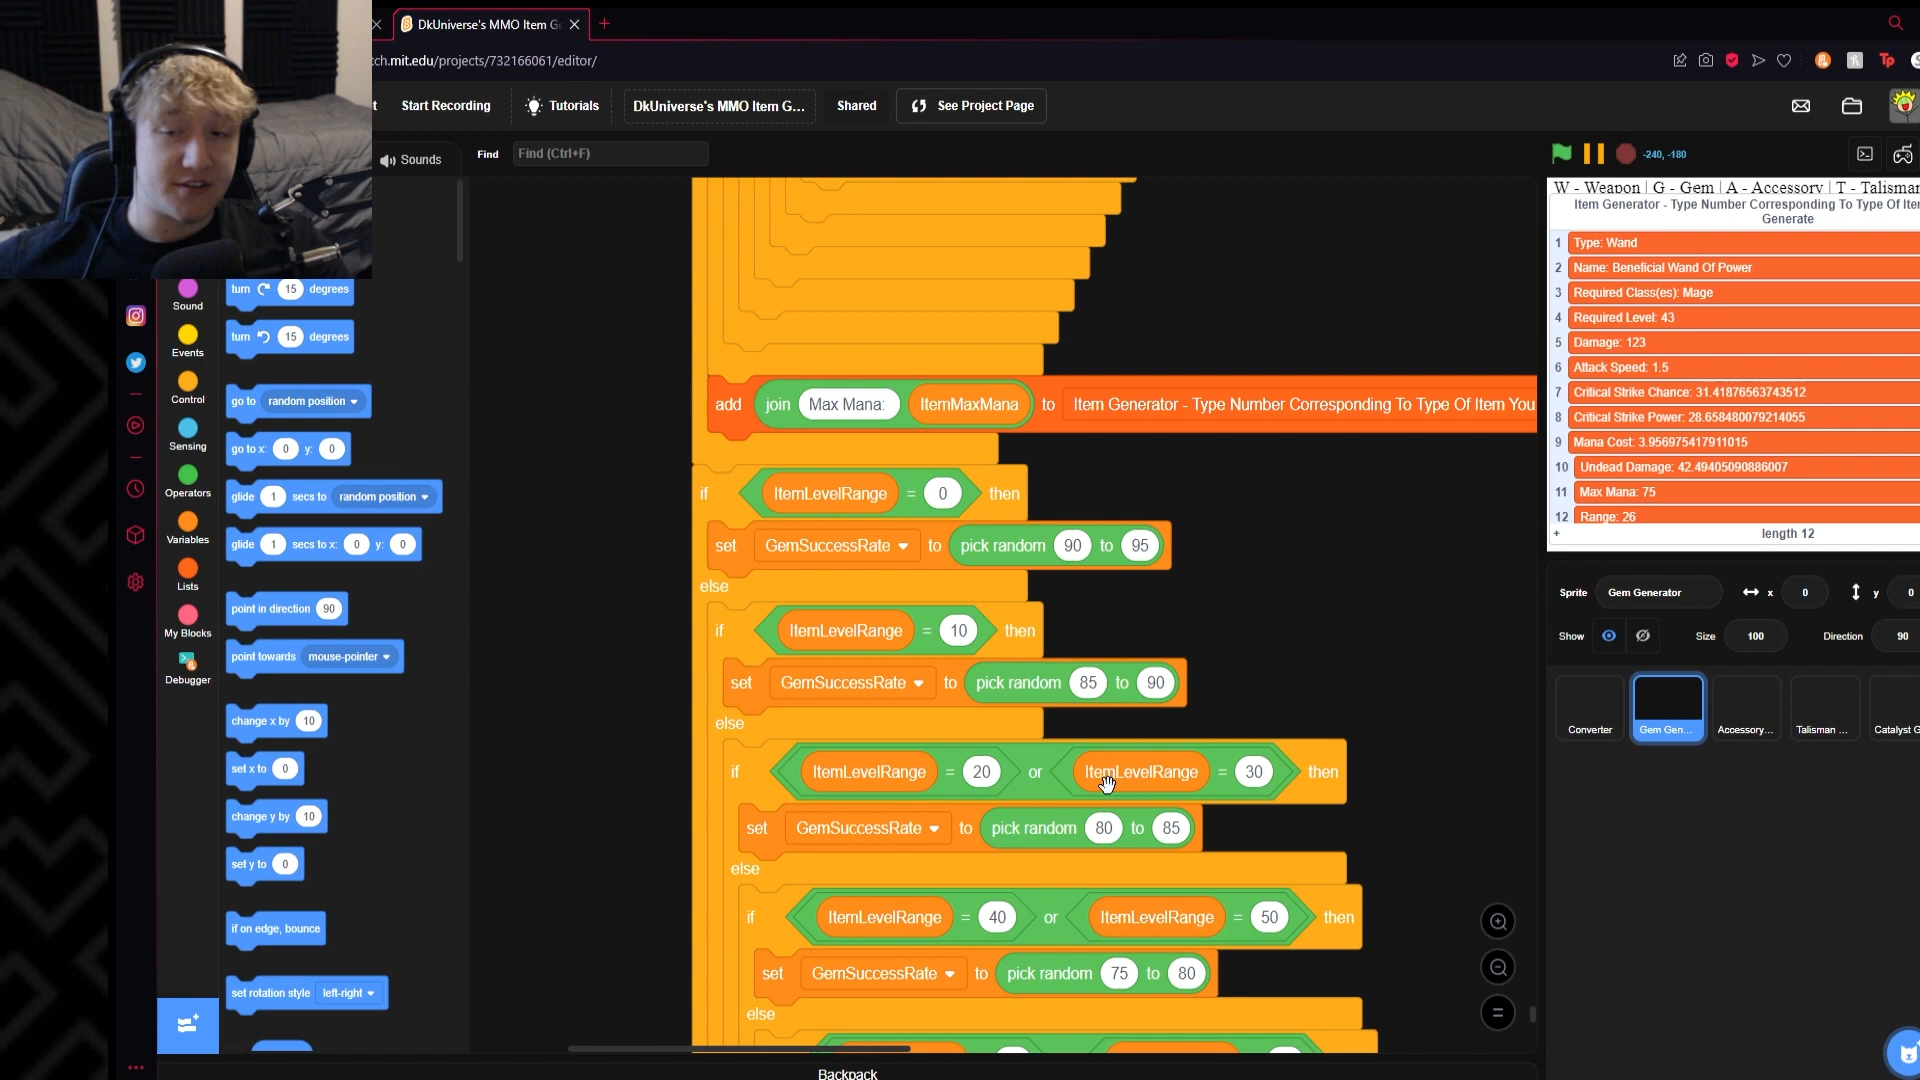 DkUniverse's MMO Item G
ch.mit.edu/projects/732166061/editor/
Tp
t Start Recording Tutorials DkUniverse's MMO Item G... Shared See Project Page
Sounds Find Find (Ctrl+F) -240, -180
W - Weapon | G - Gem | A - Accessory | T - Talisman
Item Generator - Type Number Corresponding To Type Of Ite
Generate
1 Type: Wand
2 Name: Beneficial Wand Of Power
3 Required Class(es): Mage
4 Required Level: 43
5 Damage: 123
6 Attack Speed: 1.5
7 Critical Strike Chance: 31.41876563743512
8 Critical Strike Power: 28.658480079214055
9 Mana Cost: 3.956975417911015
10 Undead Damage: 42.49405090886007
11 Max Mana: 75
12 Range: 26
+ length 12
Sound
Events
Control
Sensing
Operators
Variables
Lists
My Blocks
Debugger
turn 15 degrees
turn 15 degrees
go to random position
go to x: 0 y: 0
glide 1 secs to random position
glide 1 secs to x: 0 y: 0
point in direction 90
point towards mouse-pointer
change x by 10
set x to 0
change y by 10
set y to 0
if on edge, bounce
set rotation style left-right
add join Max Mana: ItemMaxMana to Item Generator - Type Number Corresponding To Type Of Item You
if ItemLevelRange = 0 then
set GemSuccessRate to pick random 90 to 95
else
if ItemLevelRange = 10 then
set GemSuccessRate to pick random 85 to 90
else
if ItemLevelRange = 20 or ItemLevelRange = 30 then
set GemSuccessRate to pick random 80 to 85
else
if ItemLevelRange = 40 or ItemLevelRange = 50 then
set GemSuccessRate to pick random 75 to 80
else
Sprite Gem Generator x 0 y 0
Show Size 100 Direction 90
Converter Gem Gen... Accessory... Talisman ... Catalyst G
Backpack